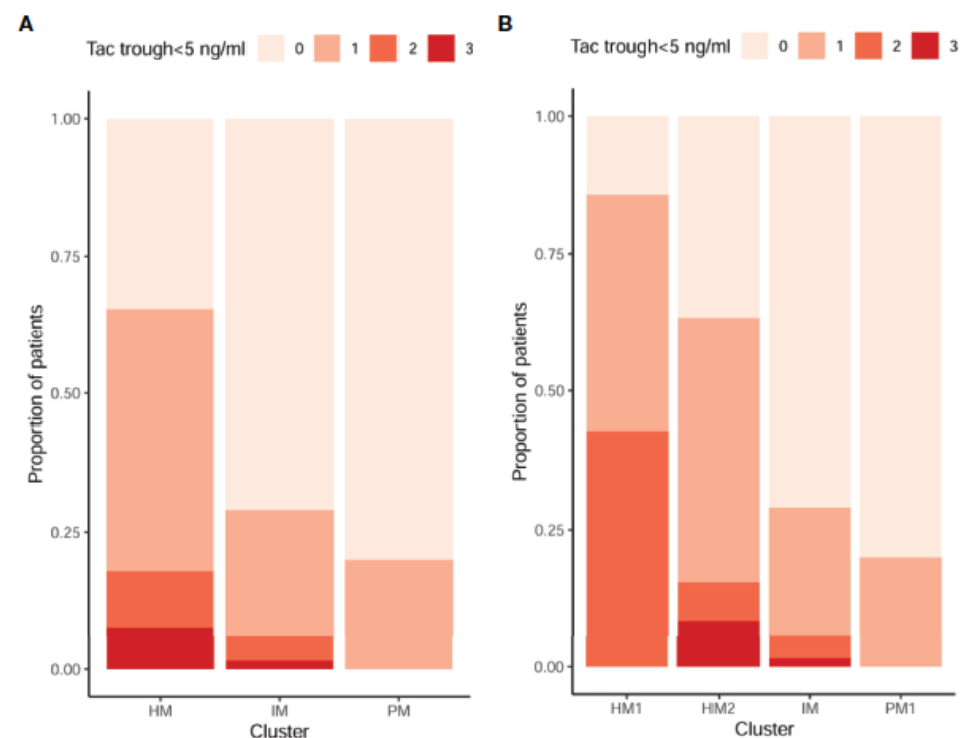 A
Tac trough<5 ng/ml 0 1 2 3
1.00
0.75
0.50
0.25
0.00
Proportion of patients
HM IM PM
Cluster
B
Tac trough<5 ng/ml 0 1 2 3
1.00
0.75
0.50
0.25
0.00
Proportion of patients
HM1 HM2 IM PM1
Cluster